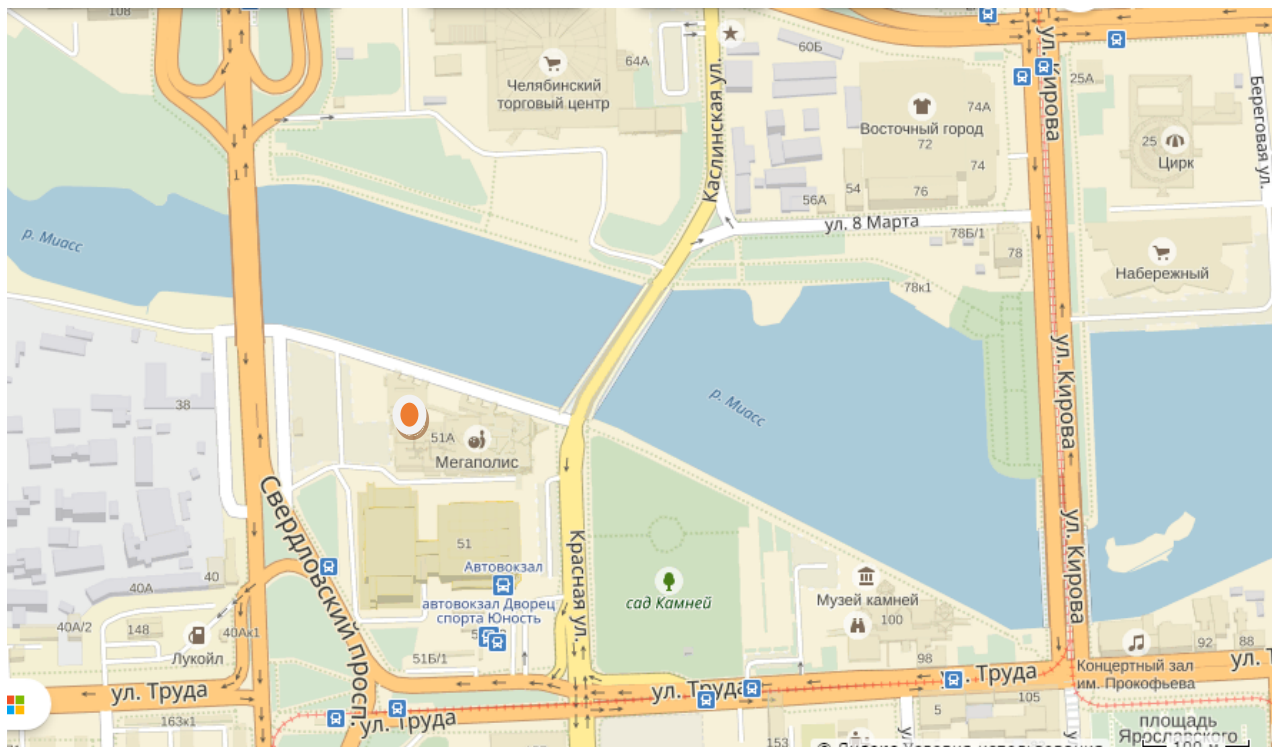 108
64А
Челябинский
торговый центр
Каслинская ул.
60Б
74А
Восточный город
72
74
54
76
56А
ул. Кирова
25А
25
Цирк
Береговая ул.
1
р. Миасс
ул. 8 Марта
78Б/1
78
78к1
Набережный
38
51А
Мегаполис
р. Миасс
ул. Кирова
Свердловский просп.
51
Автовокзал
автовокзал Дворец
спорта Юность
Красная ул.
сад Камней
Музей камней
100
ул. Кирова
40А
40
40А/2
148
40Ак1
Лукойл
51Б/1
98
Концертный зал
им. Прокофьева
92
88
ул. Труда
ул. Труда
ул. Труда
ул. Труда
163к1
153
5
105
площадь
Ярославского